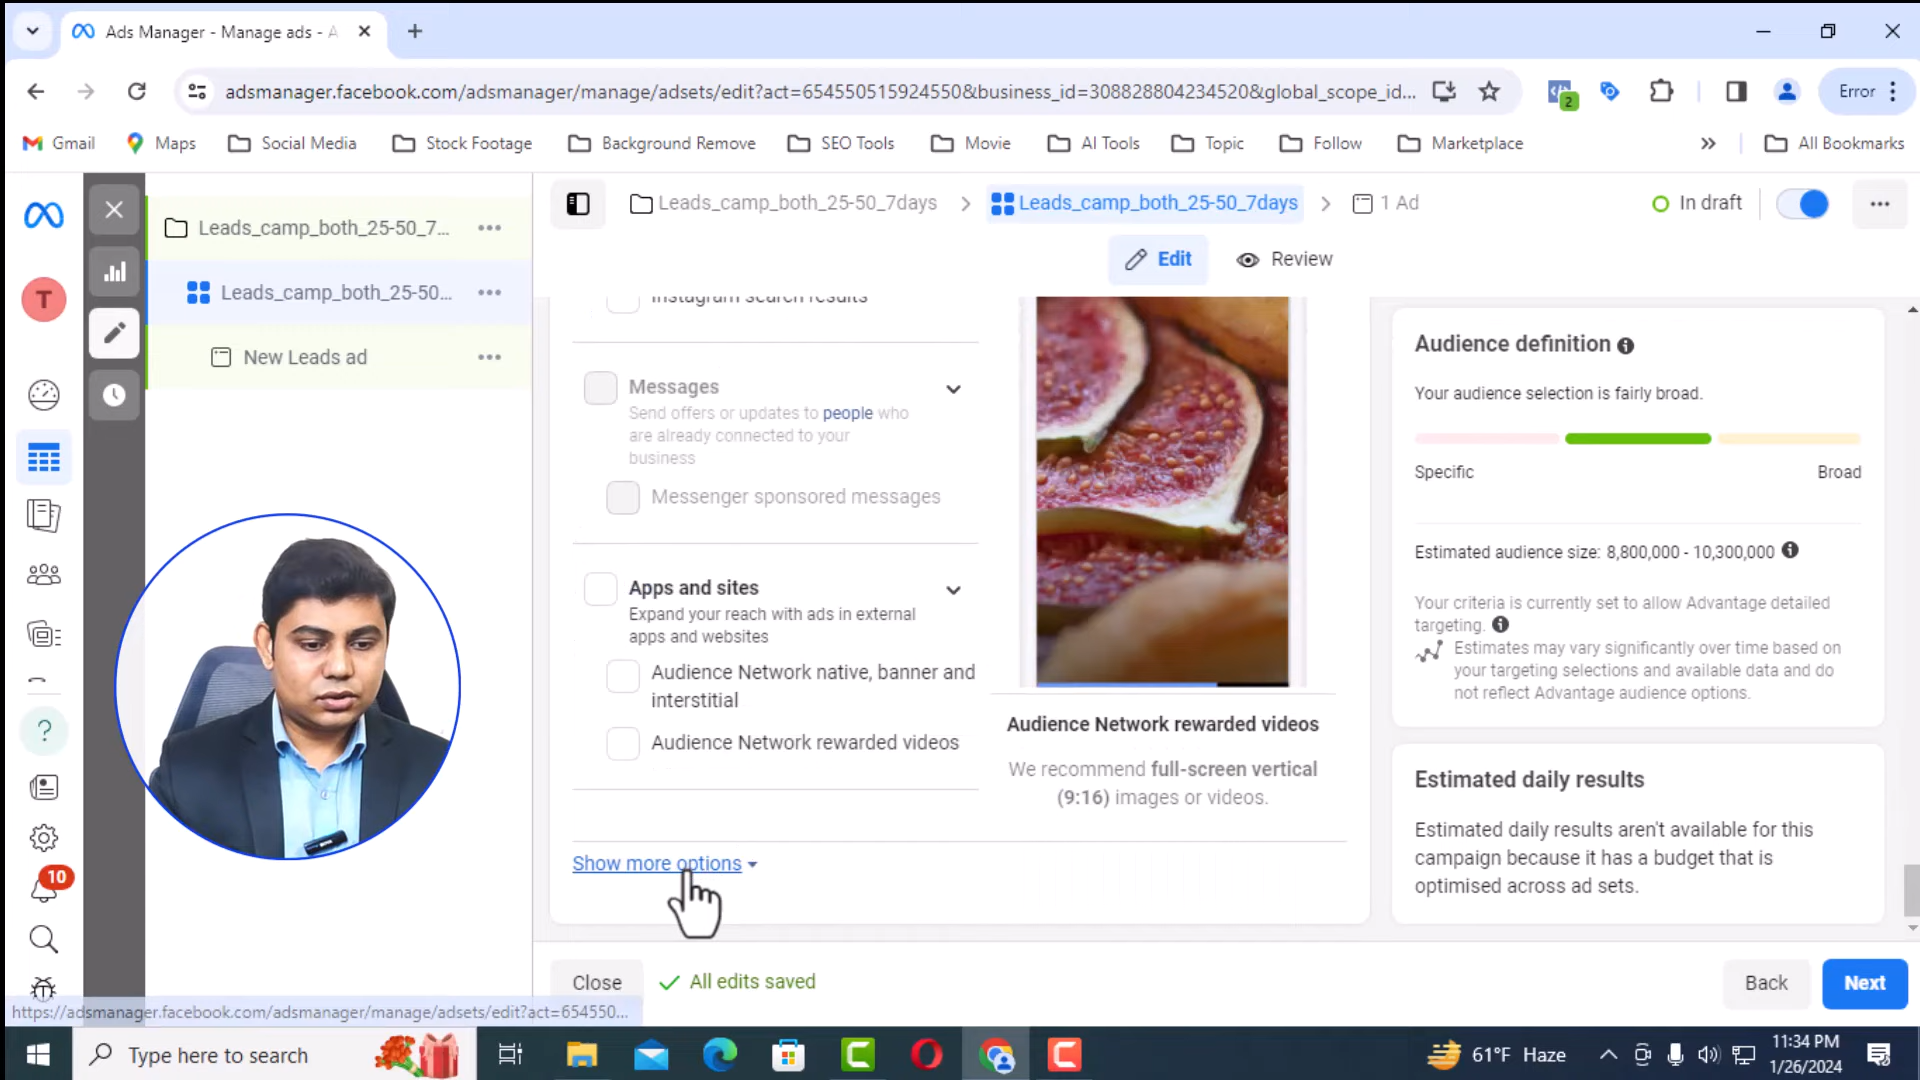 Ads Manager - Manage ads - A
adsmanager.facebook.com/adsmanager/manage/adsets/edit?act=654550515924550&business_id=308828804234520&global_scope_id...
2
Error
Gmail
Maps
Social Media
Stock Footage
Background Remove
SEO Tools
Movie
AI Tools
Topic
Follow
Marketplace
All Bookmarks
Leads_camp_both_25-50_7days
Leads_camp_both_25-50_7days
1 Ad
In draft
Leads_camp_both_25-50_7...
Leads_camp_both_25-50...
New Leads ad
T
Edit
Review
Instagram search results
Messages
Send offers or updates to people who
are already connected to your
business
Messenger sponsored messages
Apps and sites
Expand your reach with ads in external
apps and websites
Audience Network native, banner and
interstitial
Audience Network rewarded videos
Show more options
Audience Network rewarded videos
We recommend full-screen vertical
(9:16) images or videos.
Audience definition
Your audience selection is fairly broad.
Specific
Broad
Estimated audience size: 8,800,000 - 10,300,000
Your criteria is currently set to allow Advantage detailed
targeting.
Estimates may vary significantly over time based on
your targeting selections and available data and do
not reflect Advantage audience options.
Estimated daily results
Estimated daily results aren't available for this
campaign because it has a budget that is
optimised across ad sets.
10
Close
All edits saved
Back
Next
https://adsmanager.facebook.com/adsmanager/manage/adsets/edit?act=654550...
Type here to search
61°F Haze
11:34 PM
1/26/2024